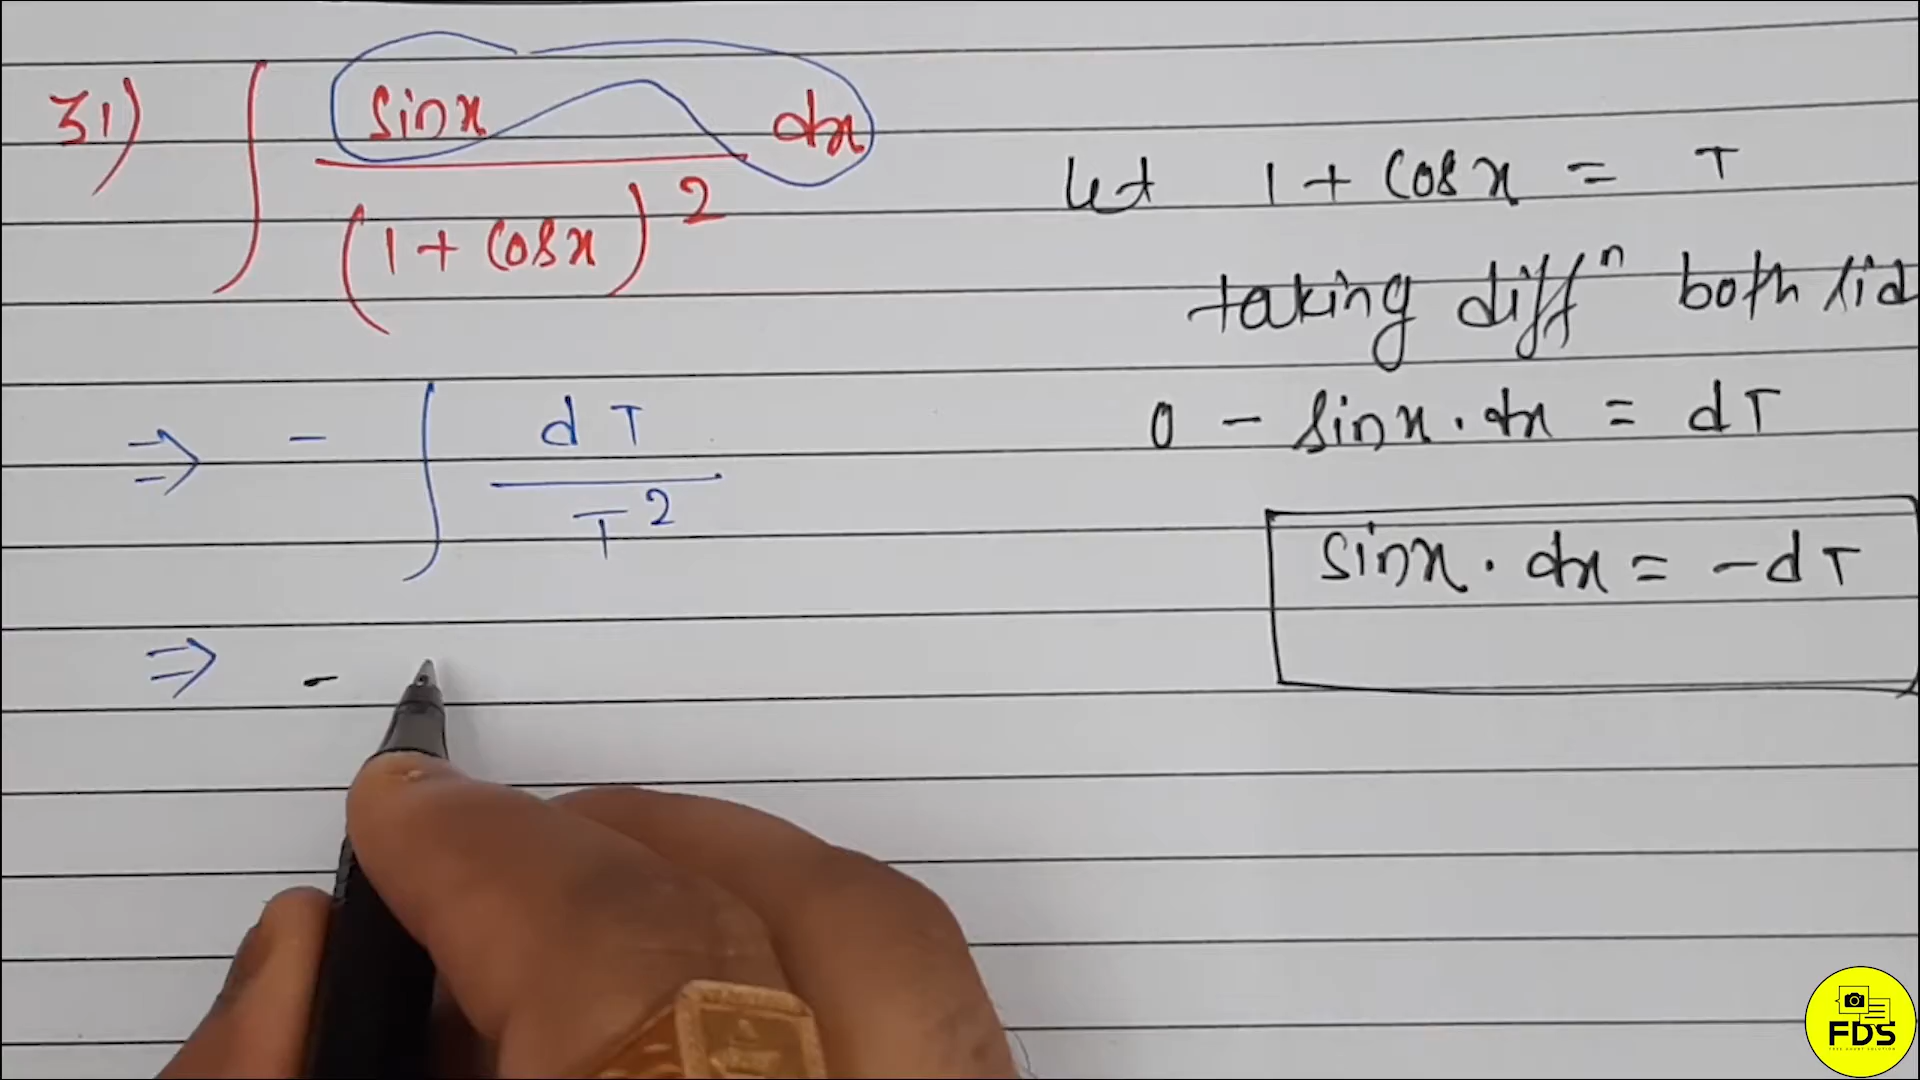 31) ∫ sinx dx / (1 + cosx)²
let 1 + cosx = T
taking diffⁿ both sid
0 - sinx . dx = dT
⇒ - ∫ dT / T²
sinx . dx = -dT
⇒ -
FDS